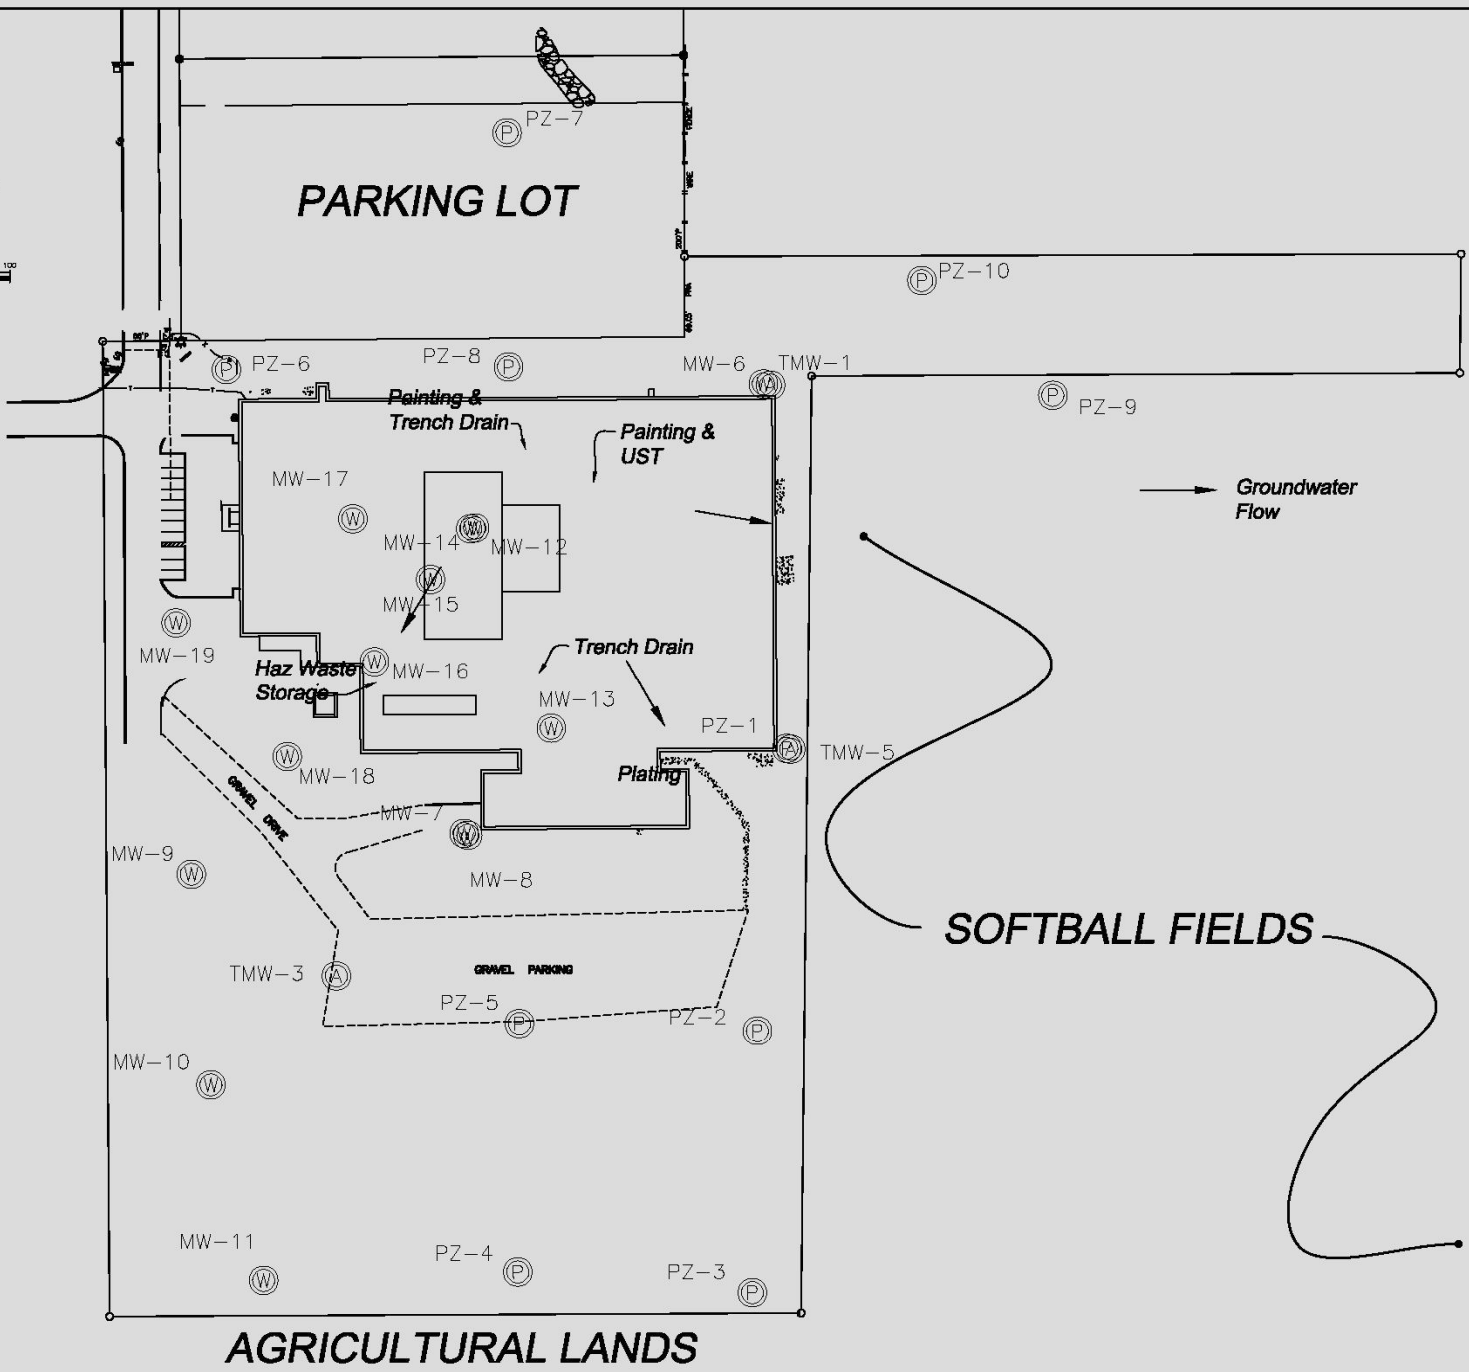 PZ-7
FENCE
PARKING LOT
WIRE
100
PZ-10
PZ-6
PZ-8
MW-6
TMW-1
PZ-9
Painting &
Trench Drain
Painting &
UST
MW-17
Groundwater
Flow
MW-14
MW-12
MW-15
MW-19
Haz Waste
Storage
MW-16
Trench Drain
MW-13
PZ-1
TMW-5
MW-18
Plating
GRAVEL DRIVE
MW-7
MW-9
MW-8
SOFTBALL FIELDS
TMW-3
GRAVEL PARKING
PZ-5
PZ-2
MW-10
MW-11
PZ-4
PZ-3
AGRICULTURAL LANDS